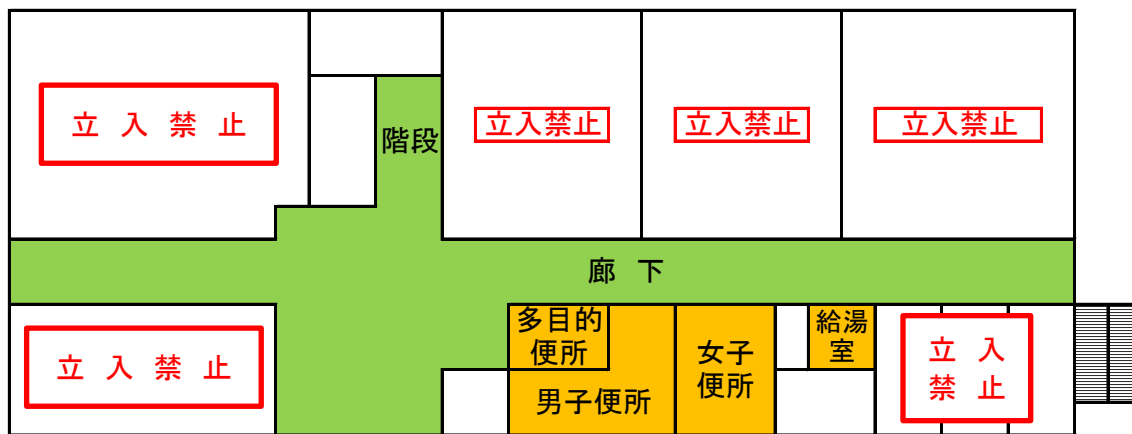 立入禁止
階段
立入禁止
立入禁止
立入禁止
廊下
立入禁止
多目的
便所
男子便所
女子
便所
給湯
室
立入
禁止